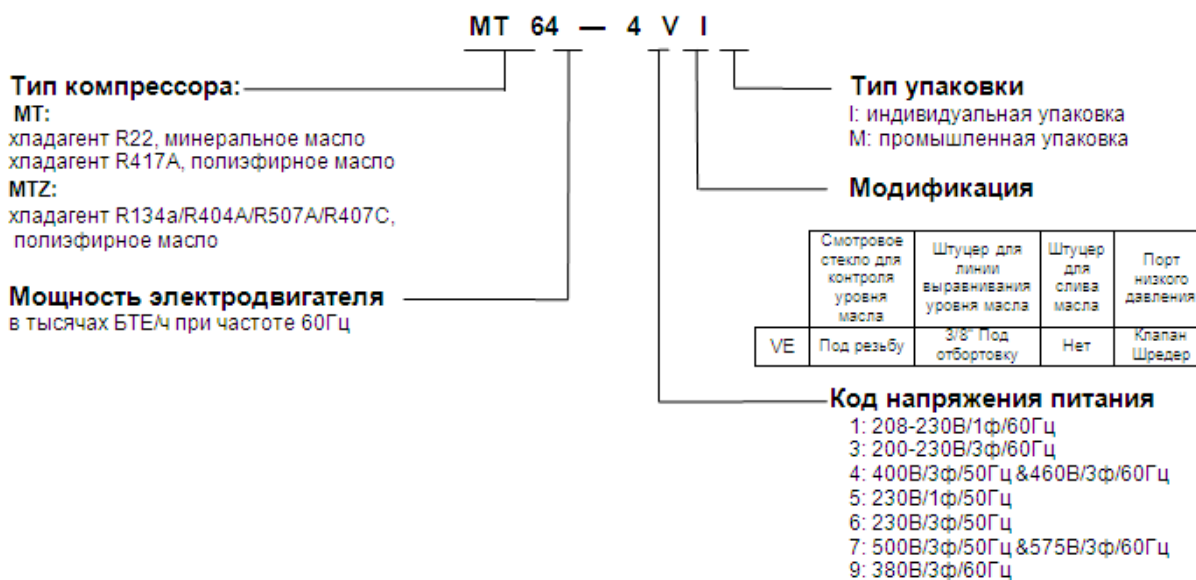 MT 64 — 4 V I
Тип компрессора:
MT:
хладагент R22, минеральное масло
хладагент R417A, полиэфирное масло
MTZ:
хладагент R134a/R404A/R507A/R407C,
полиэфирное масло
Мощность электродвигателя
в тысячах БТЕ/ч при частоте 60Гц
Тип упаковки
I: индивидуальная упаковка
M: промышленная упаковка
Модификация
Смотровое
стекло для
контроля
уровня
масла
Штуцер для
линии
выравнивания
уровня масла
Штуцер
для
слива
масла
Порт
низкого
давления
VE
Под резьбу
3/8" Под
отбортовку
Нет
Клапан
Шредер
Код напряжения питания
1: 208-230В/1ф/60Гц
3: 200-230В/3ф/60Гц
4: 400В/3ф/50Гц &460В/3ф/60Гц
5: 230В/1ф/50Гц
6: 230В/3ф/50Гц
7: 500В/3ф/50Гц &575В/3ф/60Гц
9: 380В/3ф/60Гц